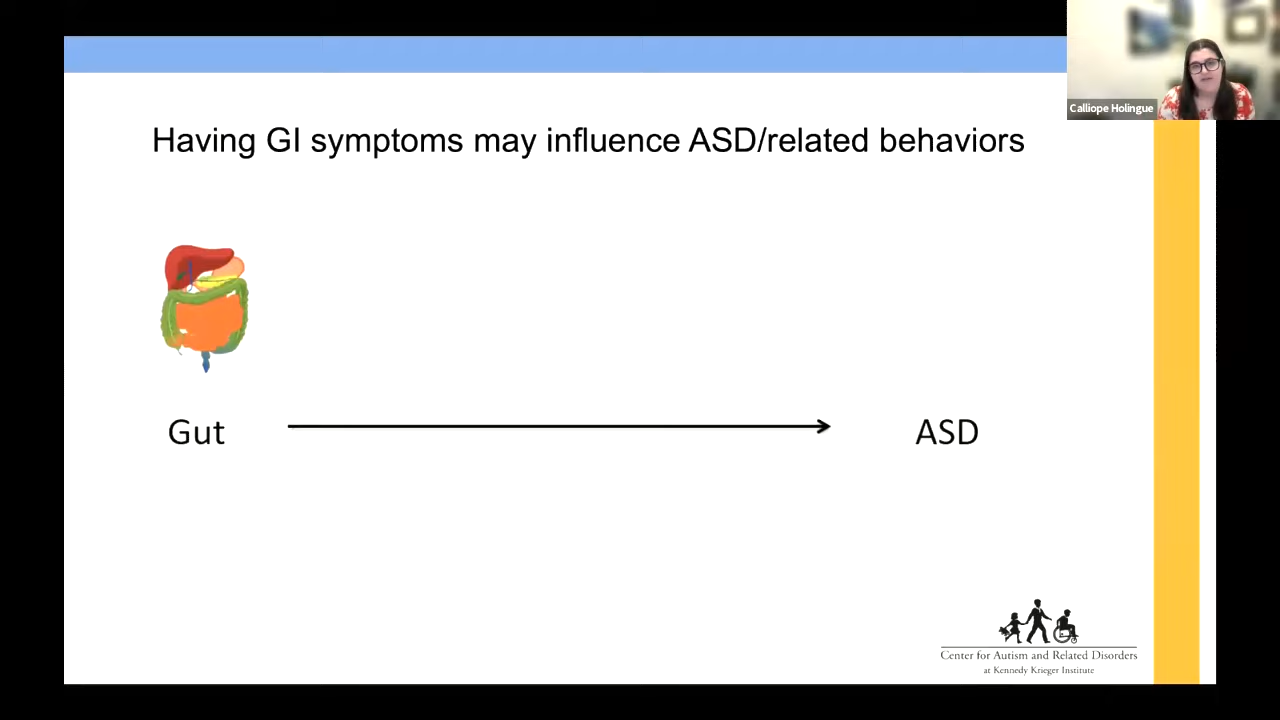 Calliope Holingue
Having GI symptoms may influence ASD/related behaviors
Gut
ASD
Center for Autism and Related Disorders
at Kennedy Krieger Institute